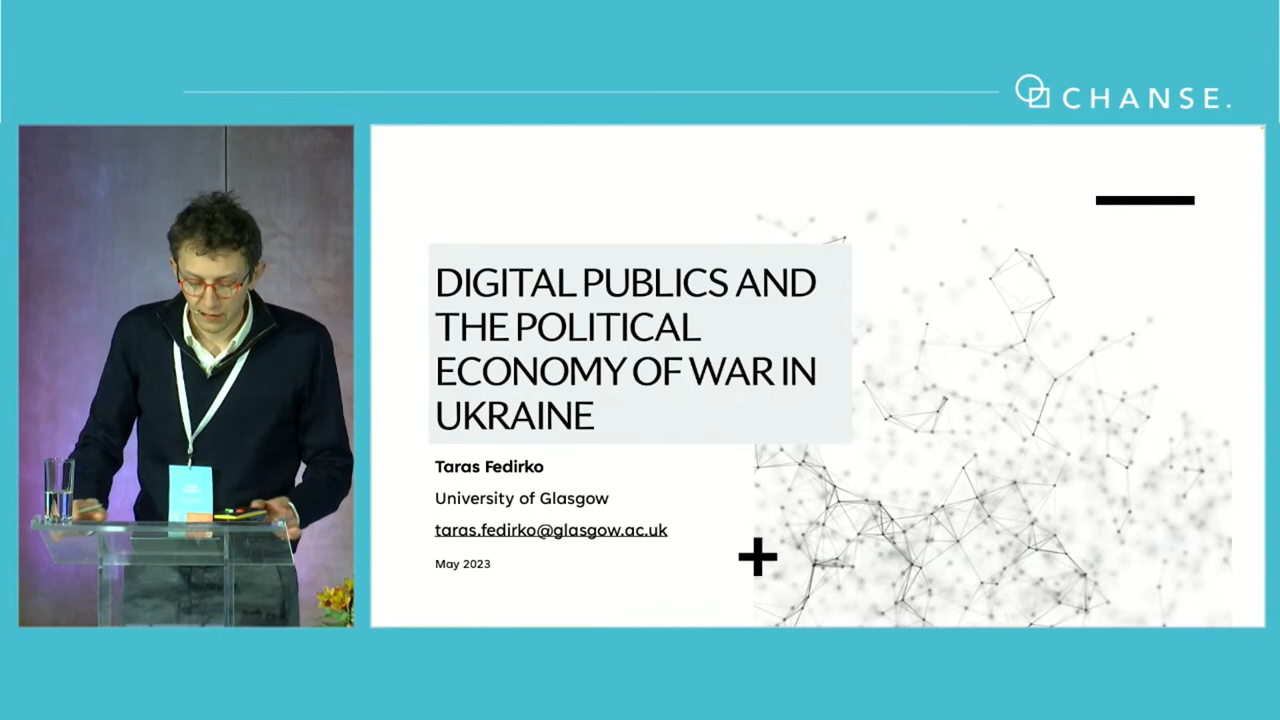 CHANSE.
DIGITAL PUBLICS AND
THE POLITICAL
ECONOMY OF WAR IN
UKRAINE
Taras Fedirko
University of Glasgow
taras.fedirko@glasgow.ac.uk
May 2023